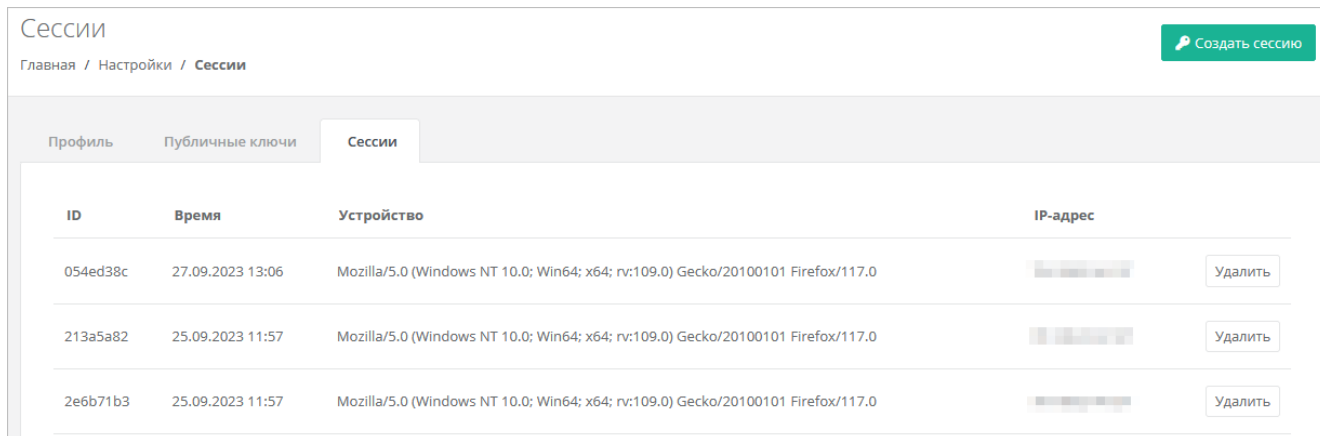 Сессии
Создать сессию
Главная / Настройки / Сессии
Профиль Публичные ключи Сессии
ID Время Устройство IP-адрес
054ed38c 27.09.2023 13:06 Mozilla/5.0 (Windows NT 10.0; Win64; x64; rv:109.0) Gecko/20100101 Firefox/117.0 Удалить
213a5a82 25.09.2023 11:57 Mozilla/5.0 (Windows NT 10.0; Win64; x64; rv:109.0) Gecko/20100101 Firefox/117.0 Удалить
2e6b71b3 25.09.2023 11:57 Mozilla/5.0 (Windows NT 10.0; Win64; x64; rv:109.0) Gecko/20100101 Firefox/117.0 Удалить